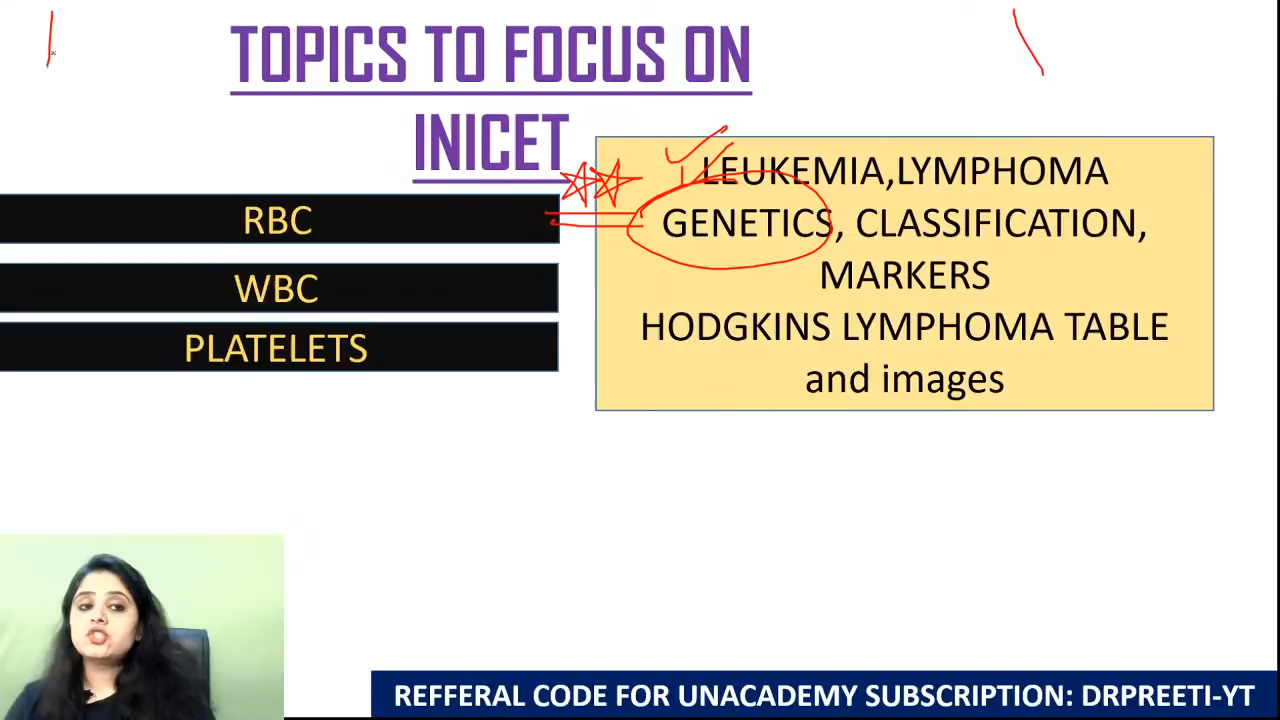 TOPICS TO FOCUS ON
INICET
RBC
WBC
PLATELETS
LEUKEMIA,LYMPHOMA
GENETICS, CLASSIFICATION,
MARKERS
HODGKINS LYMPHOMA TABLE
and images
REFFERAL CODE FOR UNACADEMY SUBSCRIPTION: DRPREETI-YT